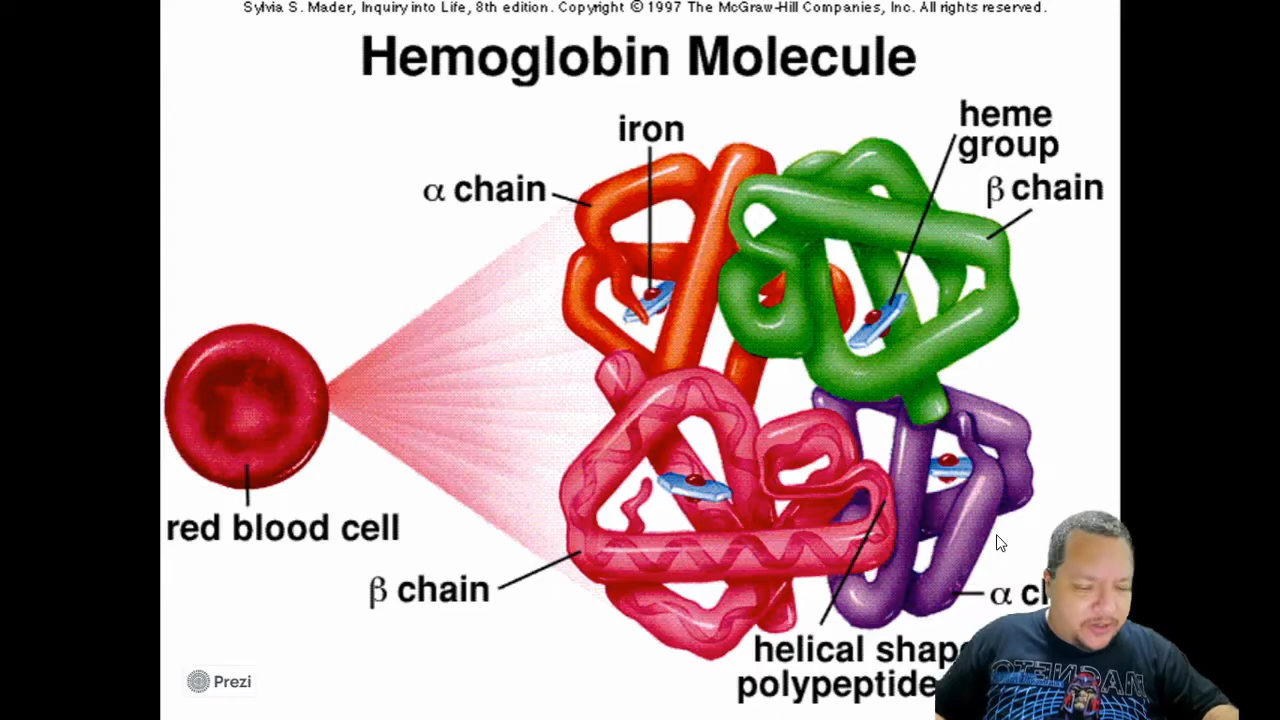 Sylvia S. Mader, Inquiry into Life, 8th edition. Copyright © 1997 The McGraw-Hill Companies, Inc. All rights reserved.
Hemoglobin Molecule
iron
heme
group
α chain
β chain
red blood cell
β chain
α
helical
polypeptide
Prezi
MAGNETO